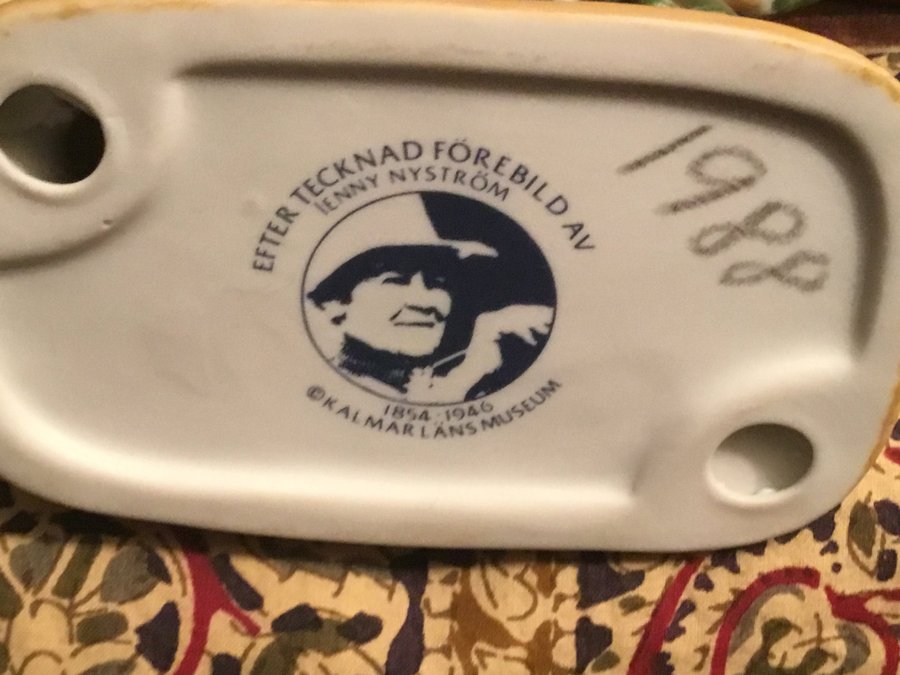 EFTER TECKNAD FÖREBILD AV
JENNY NYSTRÖM
1854 · 1946
© KALMAR LÄNS MUSEUM
1988